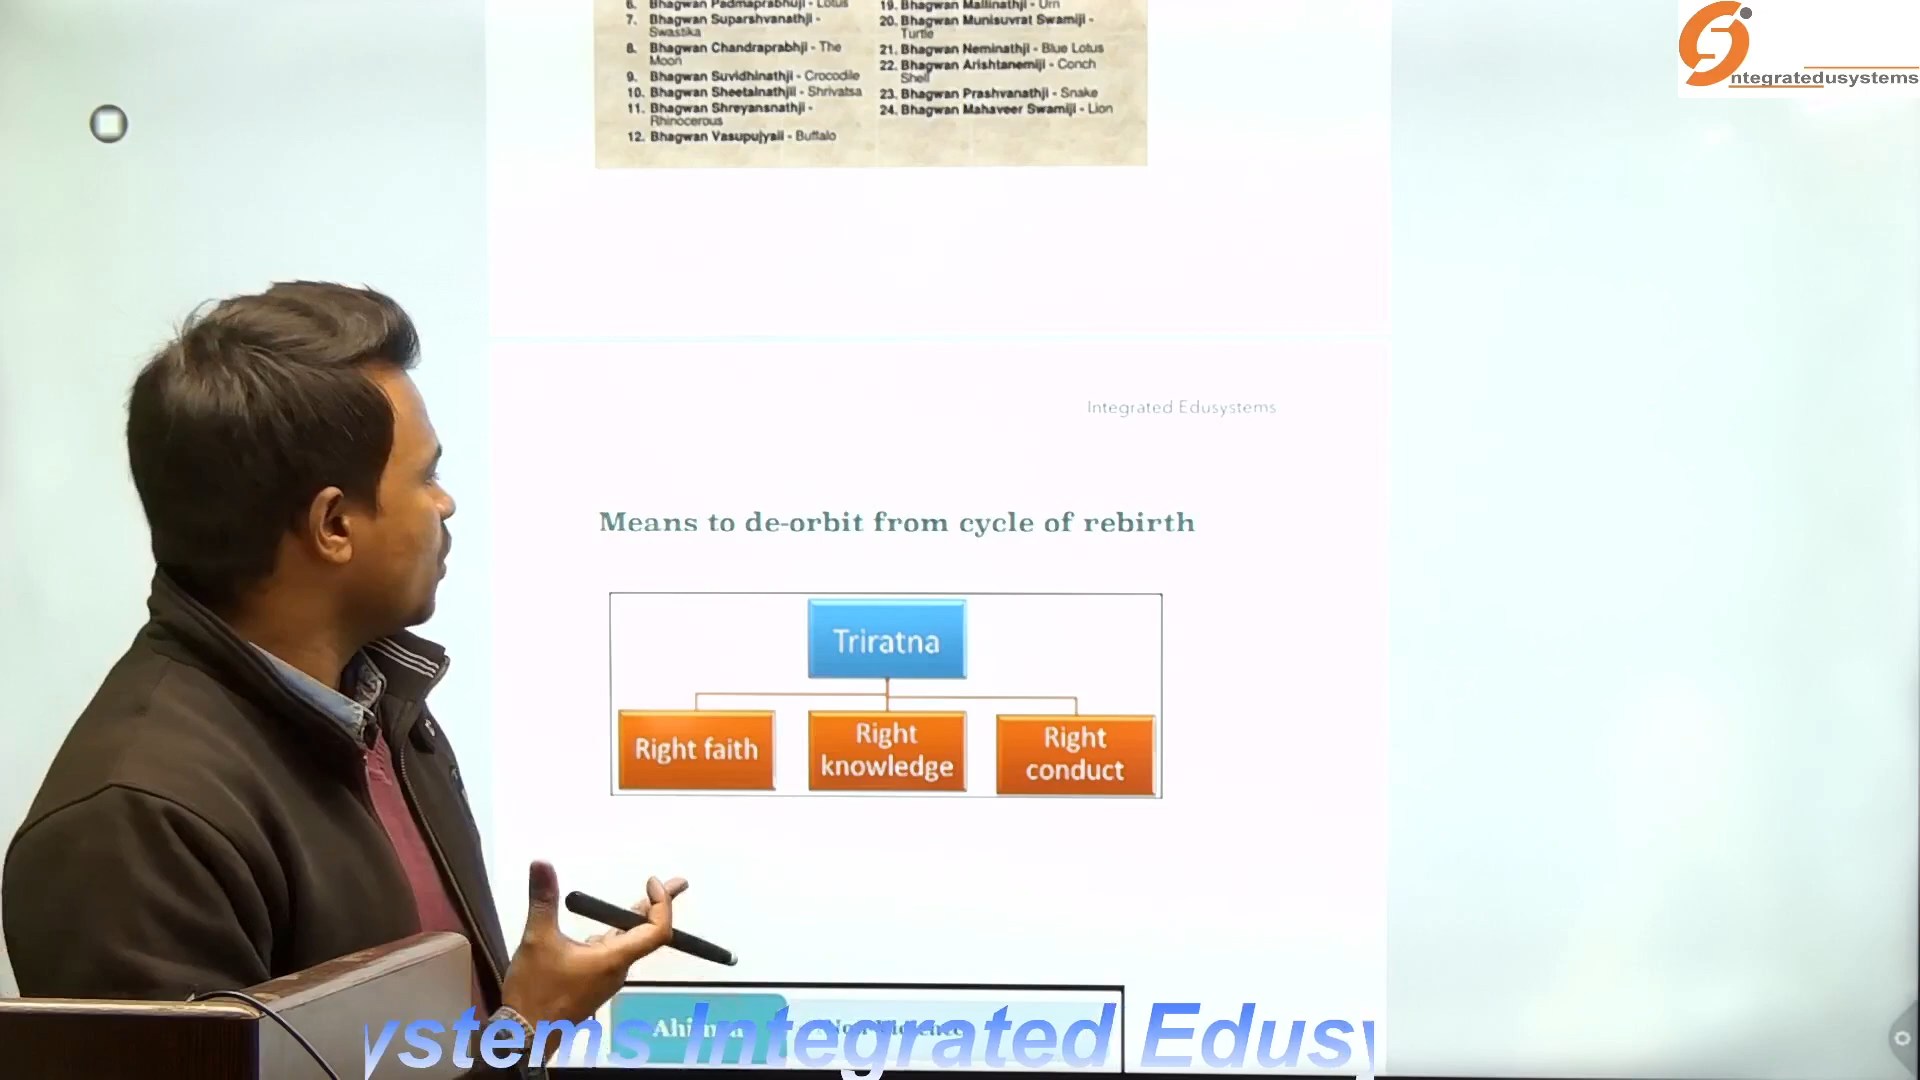 6. Bhagwan Padmaprabhuji - Lotus
7. Bhagwan Suparshvanathji -
Swastika
8. Bhagwan Chandraprabhji - The
Moon
9. Bhagwan Suvidhinathji - Crocodile
10. Bhagwan Sheetalnathjii - Shrivatsa
11. Bhagwan Shreyansnathji -
Rhinocerous
12. Bhagwan Vasupujyaji - Buffalo
19. Bhagwan Mallinathji - Urn
20. Bhagwan Munisuvrat Swamiji -
Turtle
21. Bhagwan Neminathji - Blue Lotus
22. Bhagwan Arishtanemiji - Conch
Shell
23. Bhagwan Prashvanathji - Snake
24. Bhagwan Mahaveer Swamiji - Lion
ntegratedusystems
Integrated Edusystems
Means to de-orbit from cycle of rebirth
Triratna
Right faith
Right
knowledge
Right
conduct
ystems Integrated Edusy